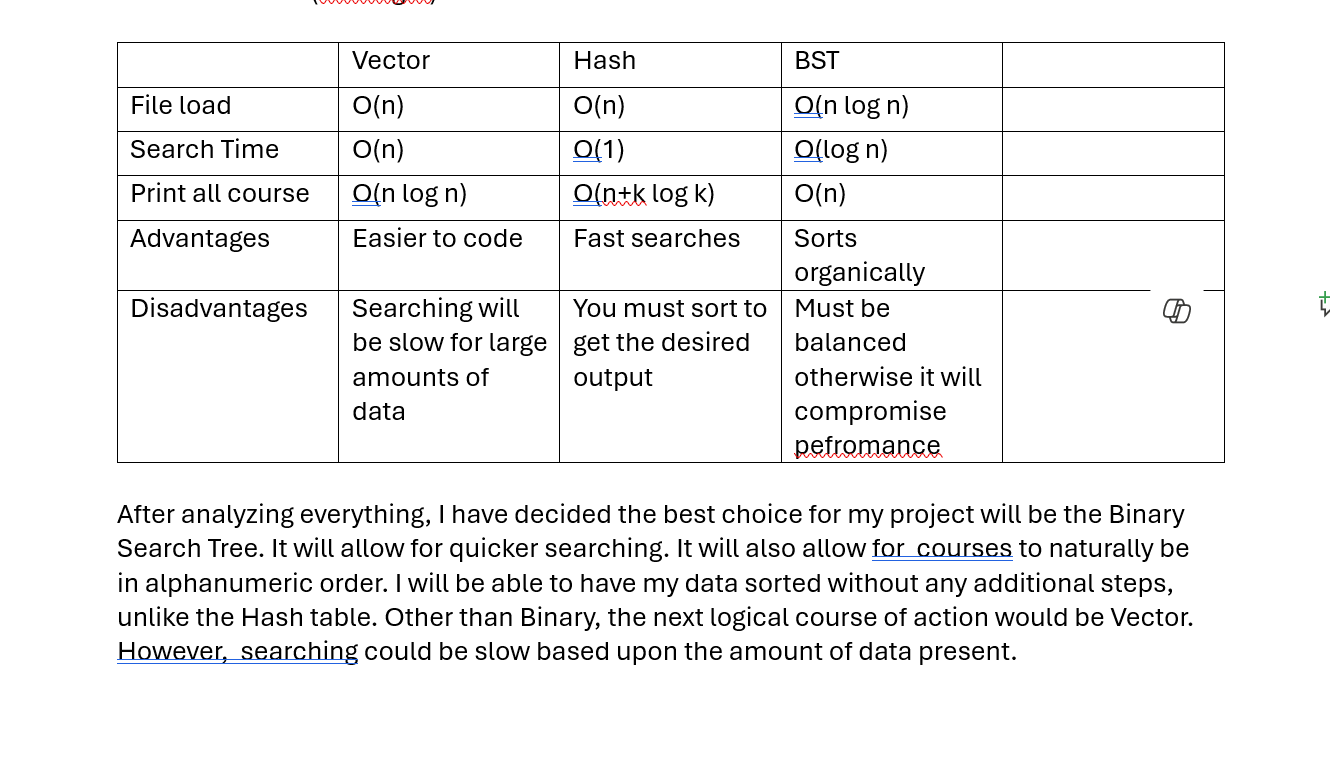 Vector Hash BST
File load O(n) O(n) O(n log n)
Search Time O(n) O(1) O(log n)
Print all course O(n log n) O(n+k log k) O(n)
Advantages Easier to code Fast searches Sorts
organically
Disadvantages Searching will You must sort to Must be
be slow for large get the desired balanced
amounts of output otherwise it will
data compromise
pefromance
After analyzing everything, I have decided the best choice for my project will be the Binary
Search Tree. It will allow for quicker searching. It will also allow for  courses to naturally be
in alphanumeric order. I will be able to have my data sorted without any additional steps,
unlike the Hash table. Other than Binary, the next logical course of action would be Vector.
However,  searching could be slow based upon the amount of data present.